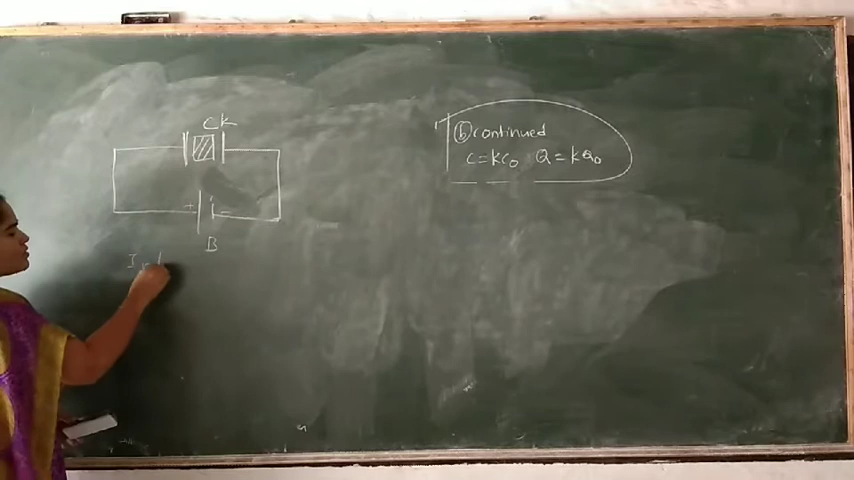 CK
+ -
B
(b) continued
C=KC₀ Q=KQ₀